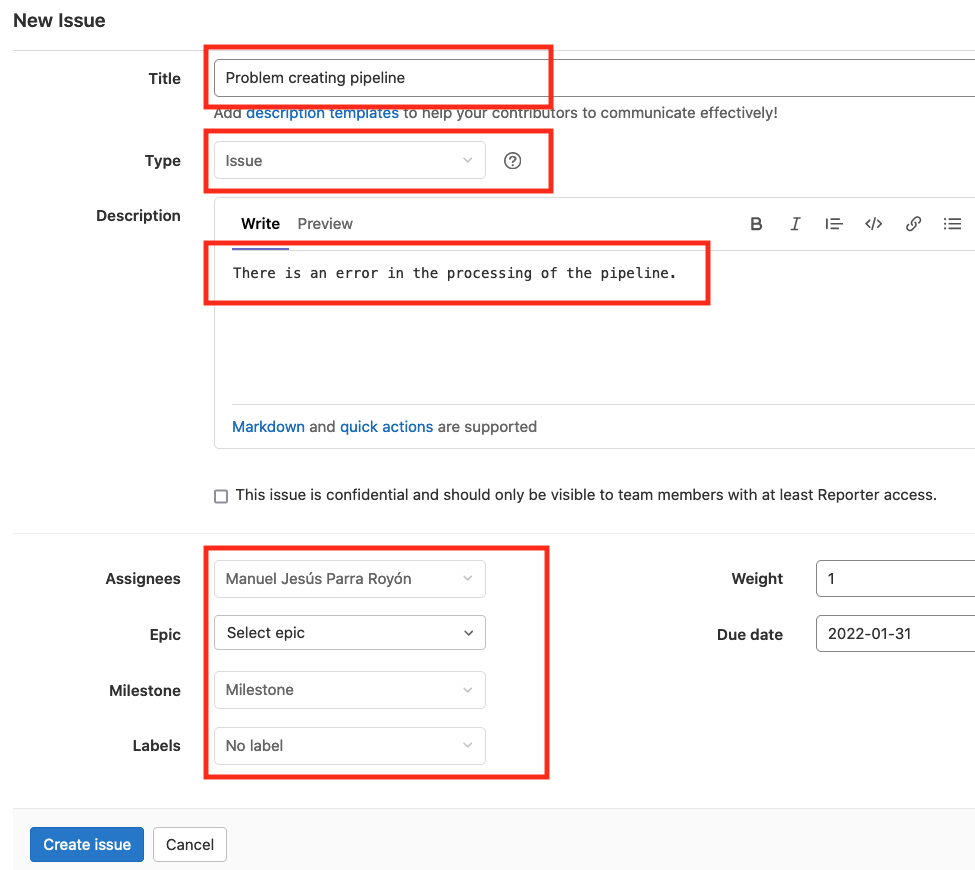 New Issue
Title
Problem creating pipeline
Add description templates to help your contributors to communicate effectively!
Type
Issue
Description
Write Preview
There is an error in the processing of the pipeline.
Markdown and quick actions are supported
This issue is confidential and should only be visible to team members with at least Reporter access.
Assignees Manuel Jesús Parra Royón Weight 1
Epic Select epic Due date 2022-01-31
Milestone Milestone
Labels No label
Create issue Cancel